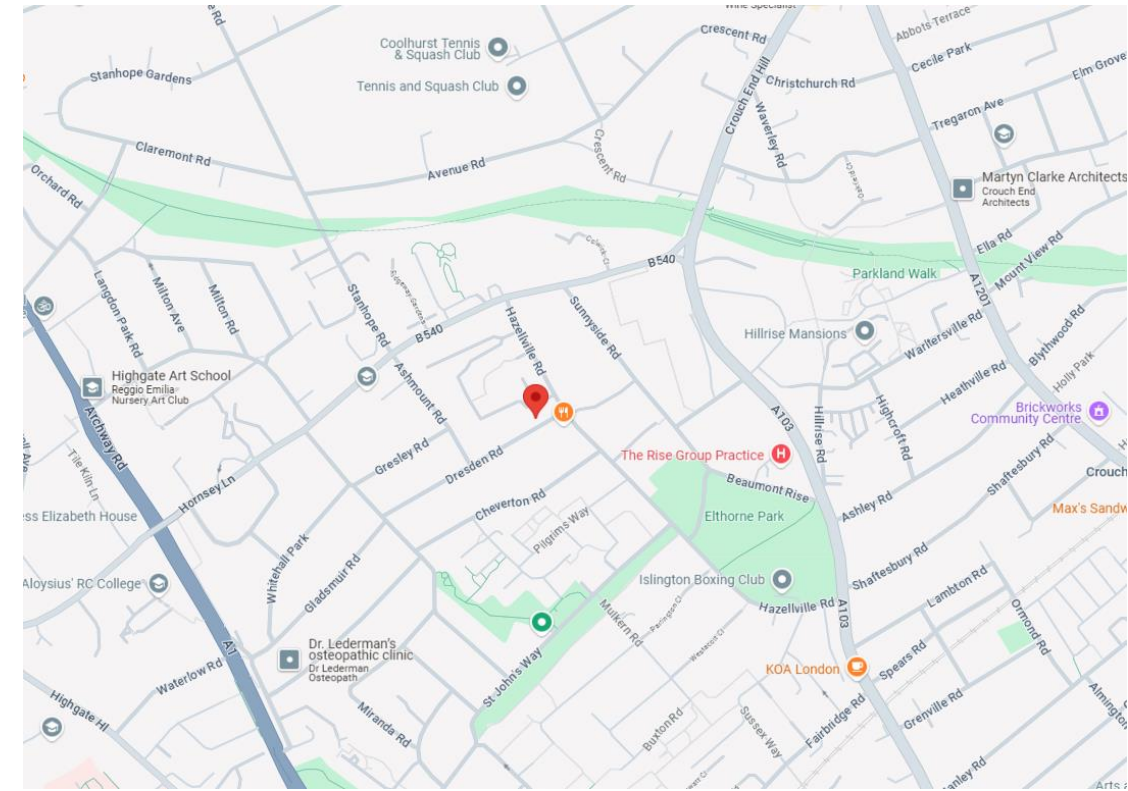 Wine Specialist
Abbots Terrace
Crescent Rd
Coolhurst Tennis
& Squash Club
Cecile Park
Elm Grove
Stanhope Gardens
Tennis and Squash Club
Christchurch Rd
Crouch End Hill
Tregaron Ave
Waverley Rd
Claremont Rd
Avenue Rd
Crescent Rd
Orchard Rd
Martyn Clarke Architects
Crouch End
Architects
Ella Rd
Mount View Rd
B540
Parkland Walk
A1201
Langdon Park Rd
Milton Ave
Milton Rd
Stanhope Rd
Hazellville Rd
Sunnyside Rd
B540
Hillrise Mansions
Warltersville Rd
Blythwood Rd
Highgate Art School
Reggio Emilia
Nursery,Art Club
Ashmount Rd
Heathville Rd
Holly Park
A103
Hillrise Rd
Highcroft Rd
Brickworks
Community Centre
Archway Rd
Tile Kiln Ln
Gresley Rd
Dresden Rd
The Rise Group Practice
Shaftesbury Rd
Crouch
Hornsey Ln
Cheverton Rd
Beaumont Rise
Ashley Rd
ess Elizabeth House
Pilgrims Way
Elthorne Park
Max's Sandw
Whitehall Park
Gladsmuir Rd
Aloysius' RC College
Islington Boxing Club
Shaftesbury Rd
Lambton Rd
Hazellville Rd
A103
Mulkern Rd
Ormond Rd
A1
Dr. Lederman's
osteopathic clinic
Dr Lederman
Osteopath
St John's Way
KOA London
Spears Rd
Waterlow Rd
Highgate Hl
Miranda Rd
Buxton Rd
Sussex Way
Fairbridge Rd
Grenville Rd
Almington
anley Rd
Arts a